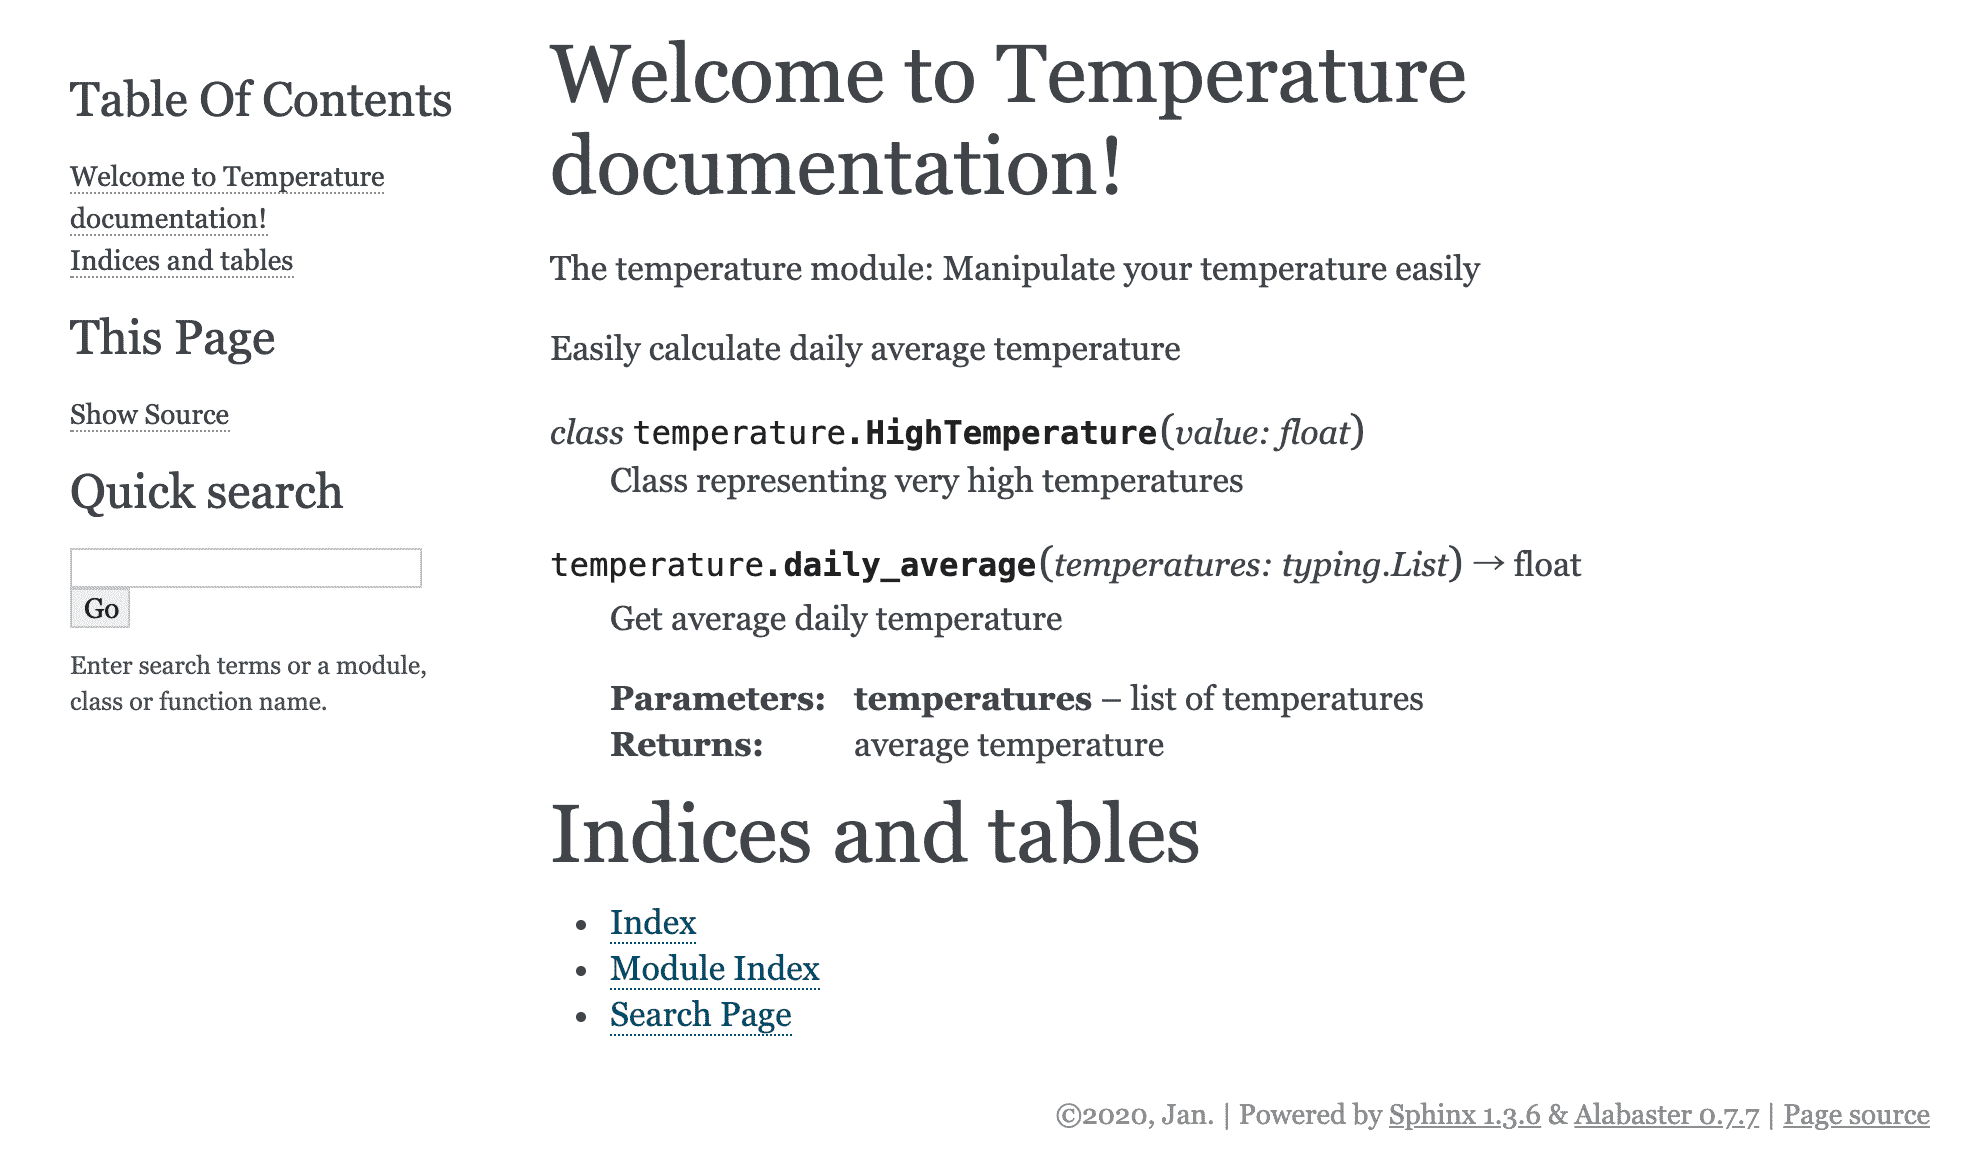 Table Of Contents
Welcome to Temperature
documentation!
Indices and tables
This Page
Show Source
Quick search
Go
Enter search terms or a module,
class or function name.
Welcome to Temperature
documentation!
The temperature module: Manipulate your temperature easily
Easily calculate daily average temperature
class temperature.HighTemperature(value: float)
Class representing very high temperatures
temperature.daily_average(temperatures: typing.List) → float
Get average daily temperature
Parameters: temperatures – list of temperatures
Returns: average temperature
Indices and tables
• Index
• Module Index
• Search Page
©2020, Jan. | Powered by Sphinx 1.3.6 & Alabaster 0.7.7 | Page source